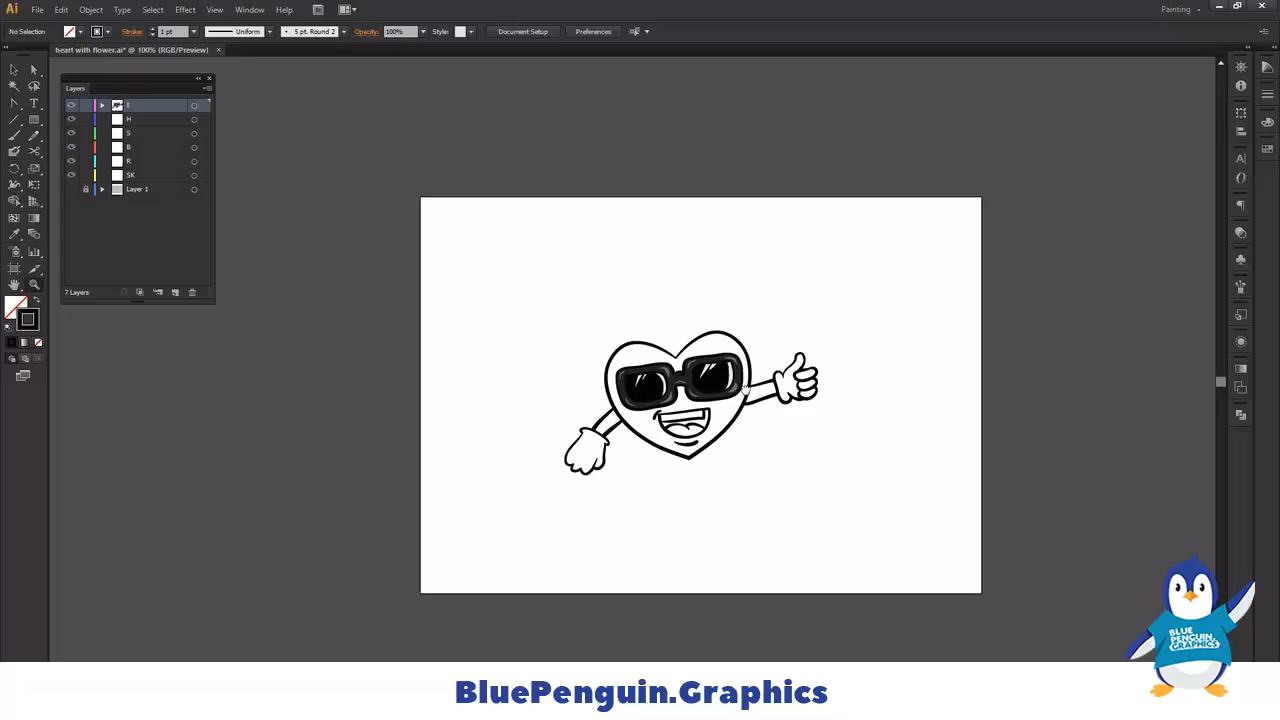 Ai File Edit Object Type Select Effect View Window Help Br Painting
No Selection Stroke: 1 pt Uniform 5 pt. Round Opacity: 100% Style: Document Setup Preferences
heart with flower.ai* @ 100% (RGB/Preview) ×
Layers
I
H
S
B
R
SK
Layer 1
7 Layers
BLUE
PENGUIN
.GRAPHICS
BluePenguin.Graphics